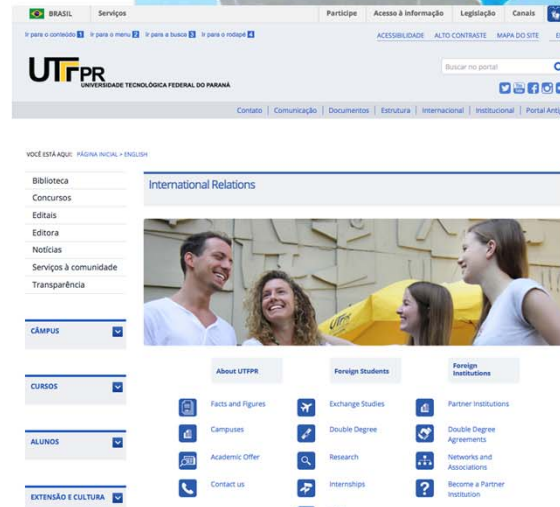 BRASIL Serviços Participe Acesso à informação Legislação Canais
Ir para o conteúdo 1 Ir para o menu 2 Ir para a busca 3 Ir para o rodapé 4 ACESSIBILIDADE ALTO CONTRASTE MAPA DO SITE
UTFPR
UNIVERSIDADE TECNOLÓGICA FEDERAL DO PARANÁ
Buscar no portal
Contato | Comunicação | Documentos | Estrutura | Internacional | Institucional | Portal Antig
VOCÊ ESTÁ AQUI: PÁGINA INICIAL > ENGLISH
Biblioteca
Concursos
Editais
Editora
Notícias
Serviços à comunidade
Transparência
CÂMPUS
CURSOS
ALUNOS
EXTENSÃO E CULTURA
International Relations
UTFPR
About UTFPR
Facts and Figures
Campuses
Academic Offer
Contact us
Foreign Students
Exchange Studies
Double Degree
Research
Internships
Foreign
Institutions
Partner Institutions
Double Degree
Agreements
Networks and
Associations
Become a Partner
Institution